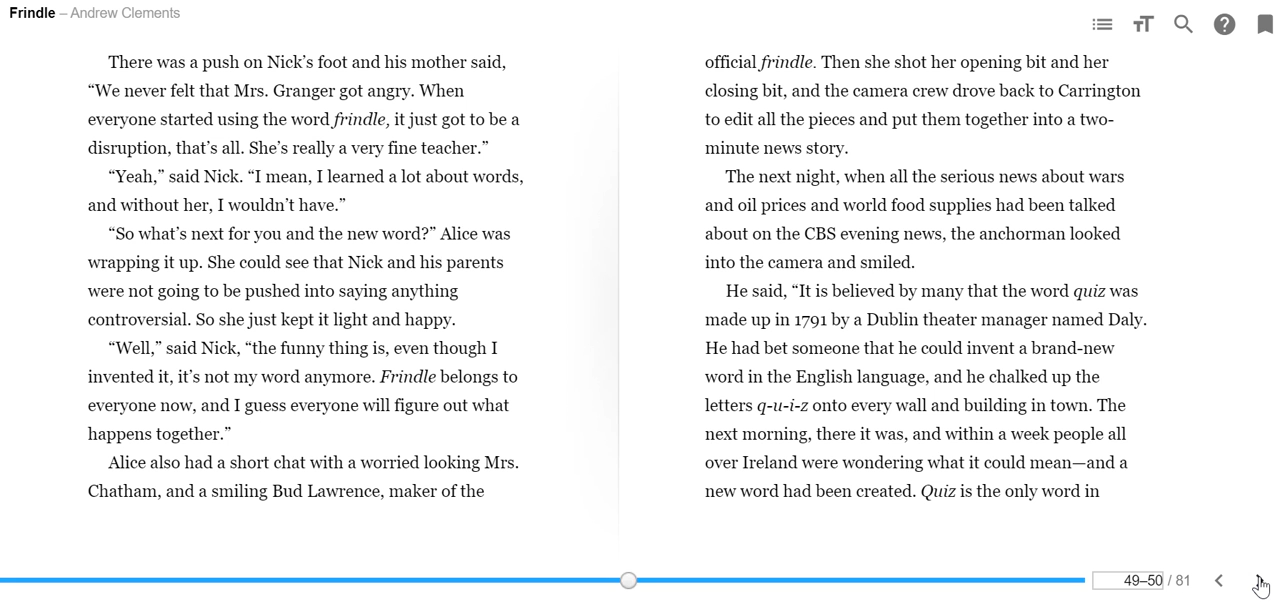 Frindle – Andrew Clements
There was a push on Nick’s foot and his mother said,
“We never felt that Mrs. Granger got angry. When
everyone started using the word frindle, it just got to be a
disruption, that’s all. She’s really a very fine teacher.”
“Yeah,” said Nick. “I mean, I learned a lot about words,
and without her, I wouldn’t have.”
“So what’s next for you and the new word?” Alice was
wrapping it up. She could see that Nick and his parents
were not going to be pushed into saying anything
controversial. So she just kept it light and happy.
“Well,” said Nick, “the funny thing is, even though I
invented it, it’s not my word anymore. Frindle belongs to
everyone now, and I guess everyone will figure out what
happens together.”
Alice also had a short chat with a worried looking Mrs.
Chatham, and a smiling Bud Lawrence, maker of the
official frindle. Then she shot her opening bit and her
closing bit, and the camera crew drove back to Carrington
to edit all the pieces and put them together into a two-
minute news story.
The next night, when all the serious news about wars
and oil prices and world food supplies had been talked
about on the CBS evening news, the anchorman looked
into the camera and smiled.
He said, “It is believed by many that the word quiz was
made up in 1791 by a Dublin theater manager named Daly.
He had bet someone that he could invent a brand-new
word in the English language, and he chalked up the
letters q-u-i-z onto every wall and building in town. The
next morning, there it was, and within a week people all
over Ireland were wondering what it could mean—and a
new word had been created. Quiz is the only word in
49–50 / 81